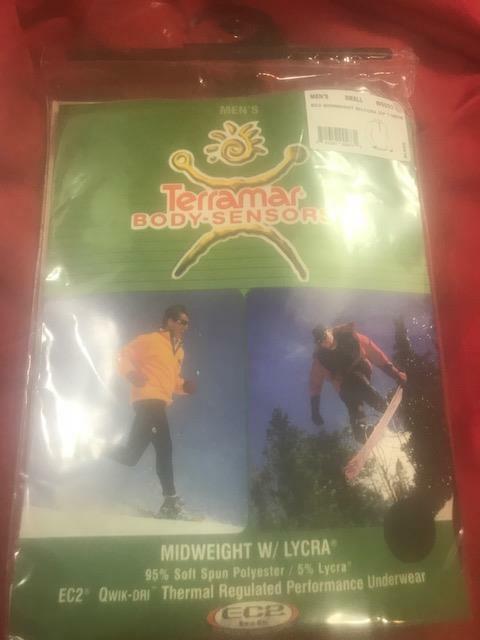 MEN'S
MEN'S SMALL
Terramar
BODY-SENSORS
MIDWEIGHT W/ LYCRA®
95% Soft Spun Polyester / 5% Lycra®
EC2® QWIK-DRI™ Thermal Regulated Performance Underwear
EC2